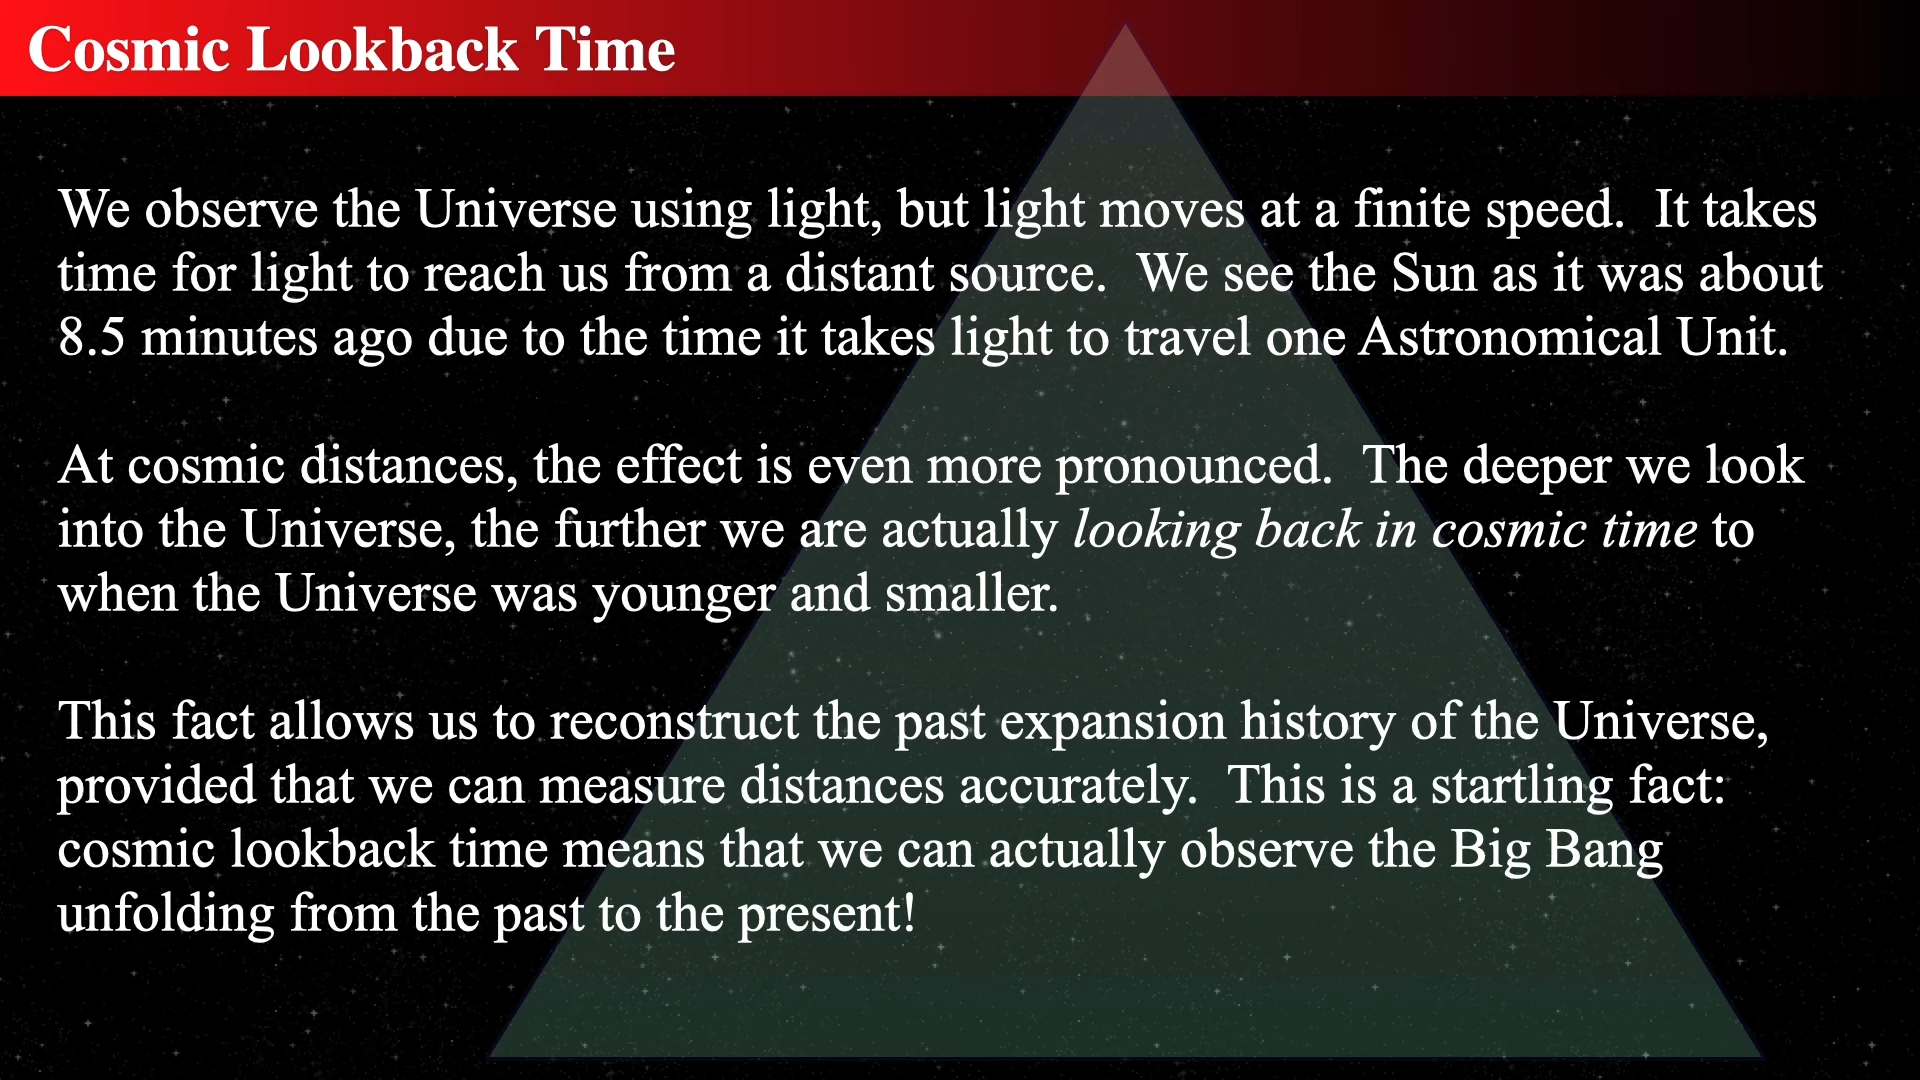 Cosmic Lookback Time
We observe the Universe using light, but light moves at a finite speed.  It takes
time for light to reach us from a distant source.  We see the Sun as it was about
8.5 minutes ago due to the time it takes light to travel one Astronomical Unit.
At cosmic distances, the effect is even more pronounced.  The deeper we look
into the Universe, the further we are actually looking back in cosmic time to
when the Universe was younger and smaller.
This fact allows us to reconstruct the past expansion history of the Universe,
provided that we can measure distances accurately.  This is a startling fact:
cosmic lookback time means that we can actually observe the Big Bang
unfolding from the past to the present!